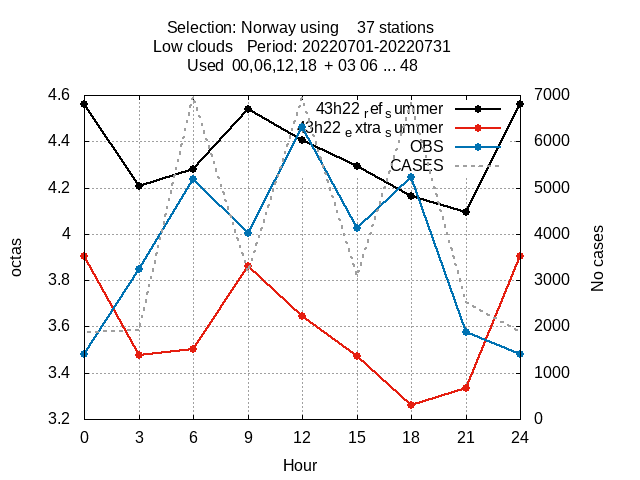 Selection: Norway using    37 stations
Low clouds   Period: 20220701-20220731
Used  00,06,12,18  + 03 06 ... 48
4.6
4.4
4.2
4
3.8
3.6
3.4
3.2
octas
43h22 ref summer
43h22 extra summer
OBS
CASES
7000
6000
5000
4000
3000
2000
1000
0
No cases
0 3 6 9 12 15 18 21 24
Hour